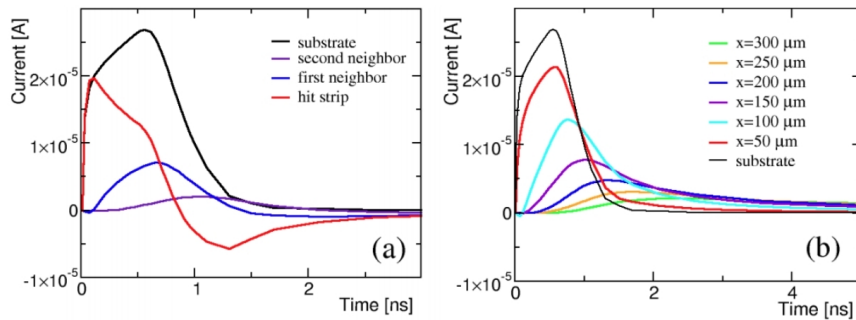 Current [A]
2×10⁻⁵
1×10⁻⁵
0
-1×10⁻⁵
substrate
second neighbor
first neighbor
hit strip
(a)
0
1
2
Time [ns]
Current [A]
2×10⁻⁵
1×10⁻⁵
0
-1×10⁻⁵
x=300 μm
x=250 μm
x=200 μm
x=150 μm
x=100 μm
x=50 μm
substrate
(b)
0
2
4
Time [ns]